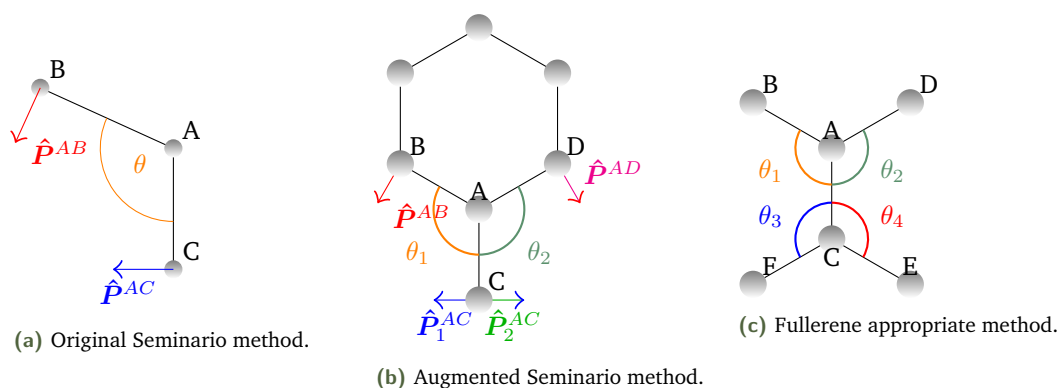 B
A
θ
P̂^AB
C
P̂^AC
(a) Original Seminario method.
B
D
P̂^AD
A
P̂^AB
θ₁
θ₂
C
P̂₁^AC
P̂₂^AC
(b) Augmented Seminario method.
B
D
A
θ₁
θ₂
θ₃
θ₄
F
C
E
(c) Fullerene appropriate method.